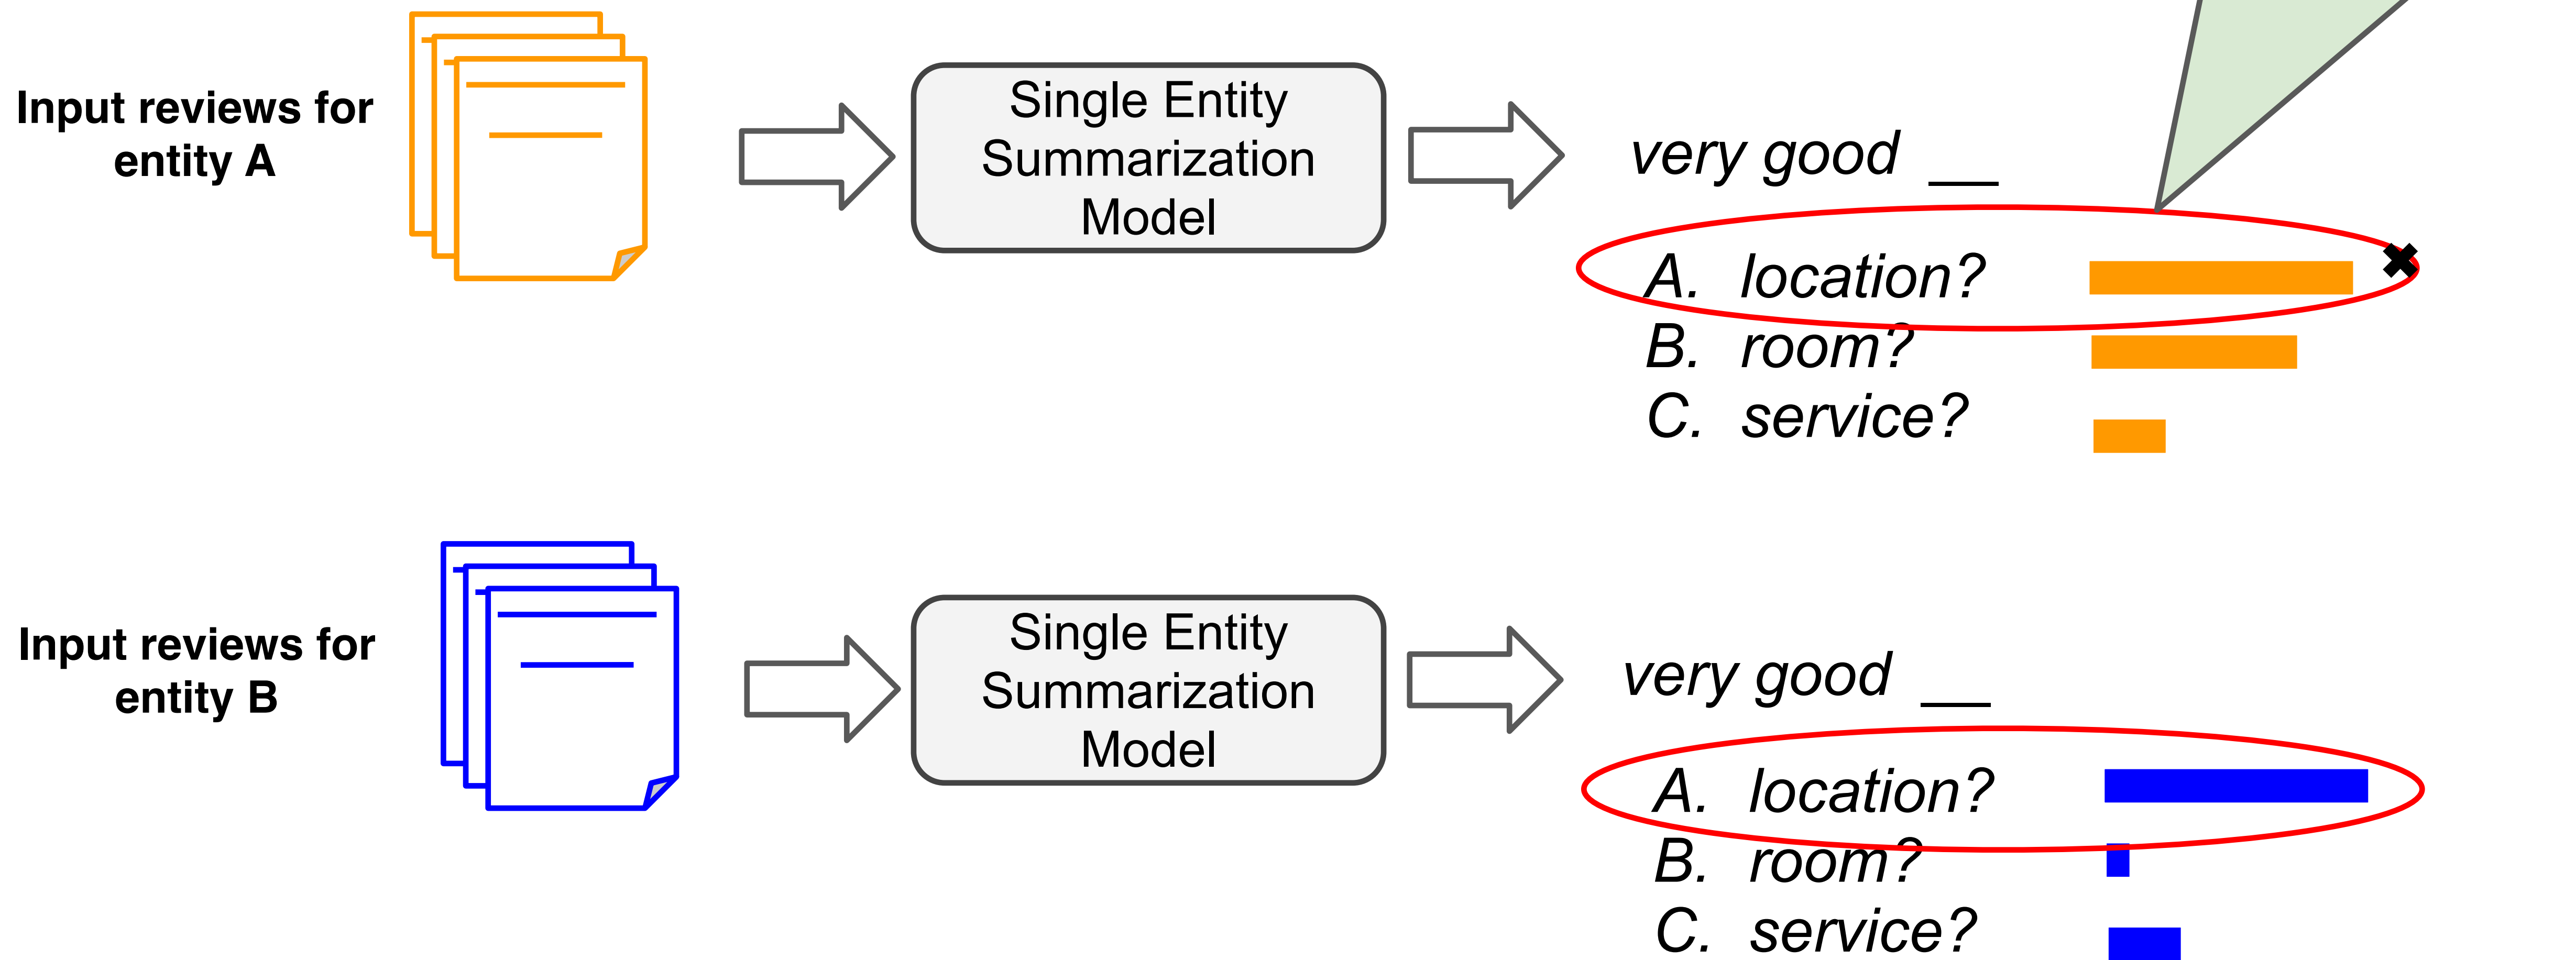 Input reviews for
entity A
Single Entity
Summarization
Model
very good __
A. location?
B. room?
C. service?
Input reviews for
entity B
Single Entity
Summarization
Model
very good __
A. location?
B. room?
C. service?